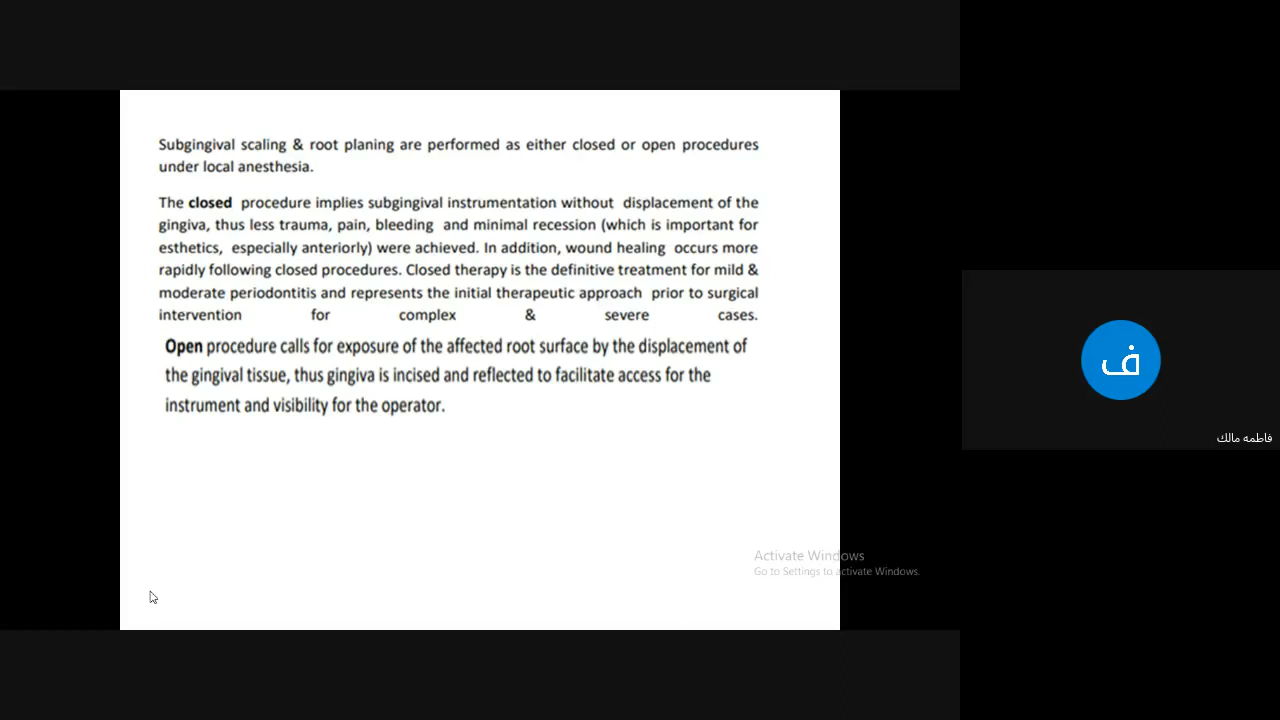 Subgingival scaling & root planing are performed as either closed or open procedures
under local anesthesia.
The closed procedure implies subgingival instrumentation without displacement of the
gingiva, thus less trauma, pain, bleeding and minimal recession (which is important for
esthetics, especially anteriorly) were achieved. In addition, wound healing occurs more
rapidly following closed procedures. Closed therapy is the definitive treatment for mild &
moderate periodontitis and represents the initial therapeutic approach prior to surgical
intervention for complex & severe cases.
Open procedure calls for exposure of the affected root surface by the displacement of
the gingival tissue, thus gingiva is incised and reflected to facilitate access for the
instrument and visibility for the operator.
ف
فاطمه مالك
Activate Windows
Go to Settings to activate Windows.